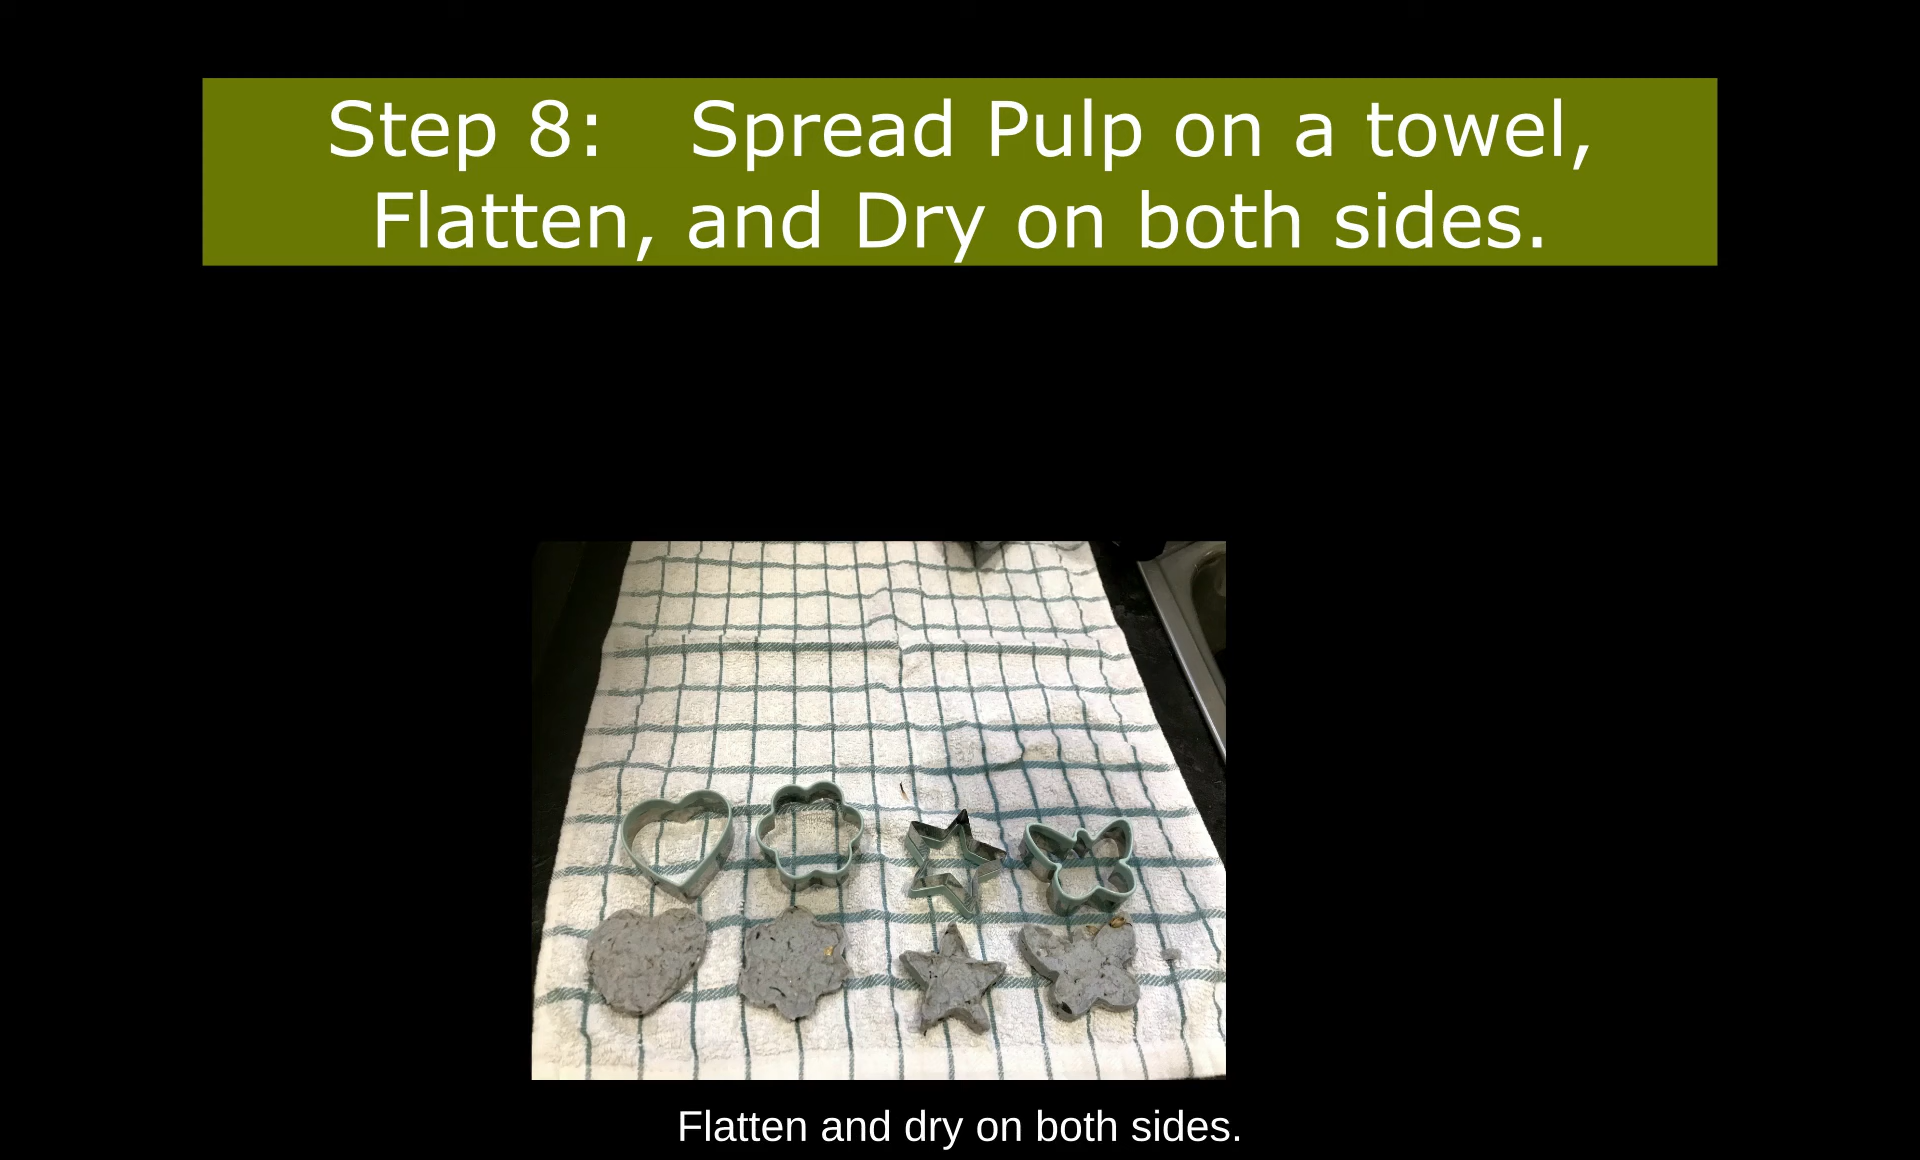 Step 8: Spread Pulp on a towel,
Flatten, and Dry on both sides.
Flatten and dry on both sides.